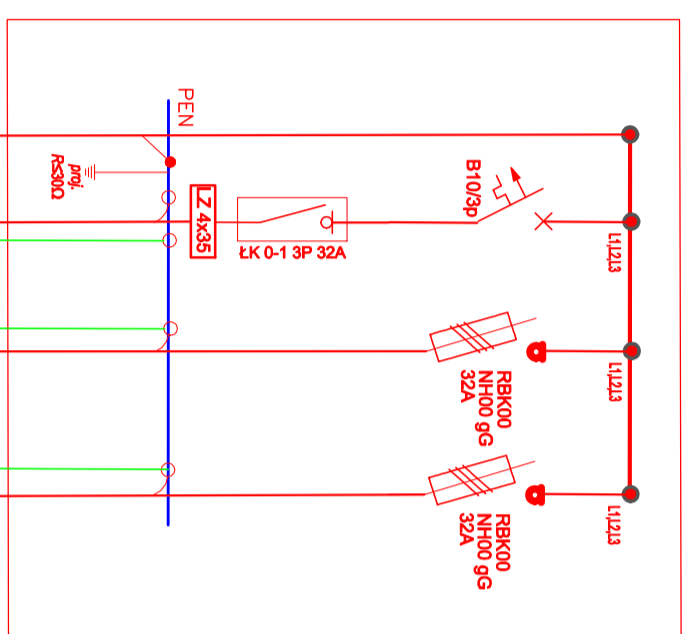 PEN
proj.
R≤30Ω
LZ 4x35
ŁK 0-1 3P 32A
B10/3p
L1,L2,L3
L1,L2,L3
RBK00
NH00 gG
32A
L1,L2,L3
RBK00
NH00 gG
32A